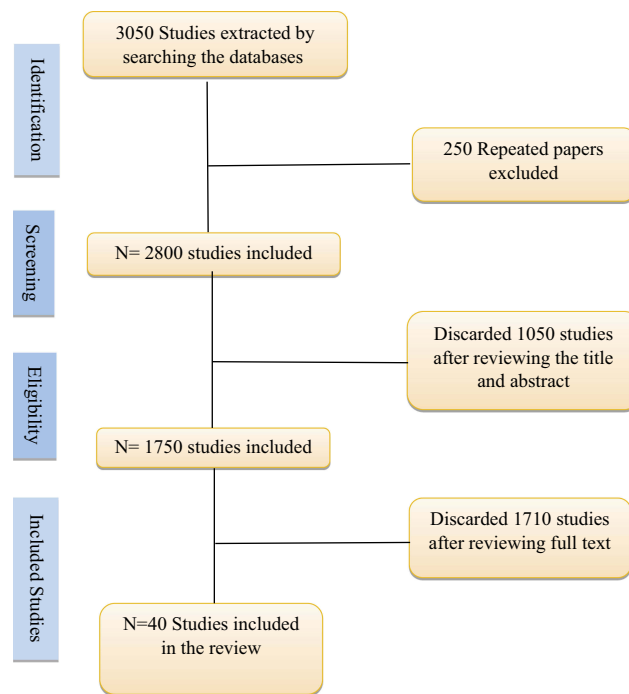 Identification
3050 Studies extracted by
searching the databases
250 Repeated papers
excluded
Screening
N= 2800 studies included
Discarded 1050 studies
after reviewing the title
and abstract
Eligibility
N= 1750 studies included
Included Studies
Discarded 1710 studies
after reviewing full text
N=40 Studies included
in the review